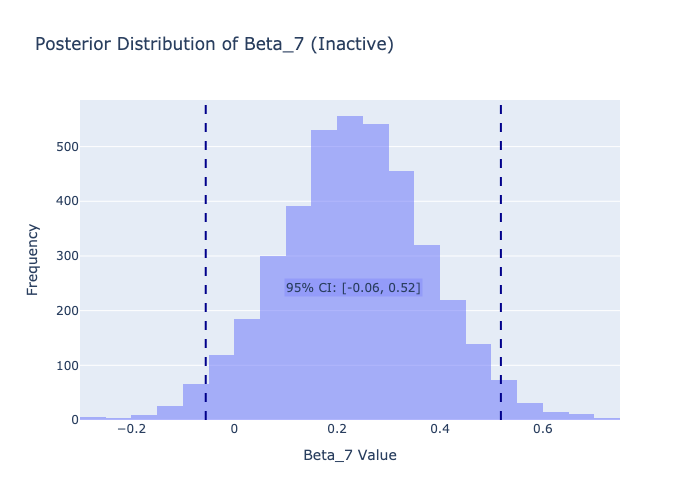 Posterior Distribution of Beta_7 (Inactive)
500
400
300
200
100
0
Frequency
95% CI: [-0.06, 0.52]
−0.2
0
0.2
0.4
0.6
Beta_7 Value